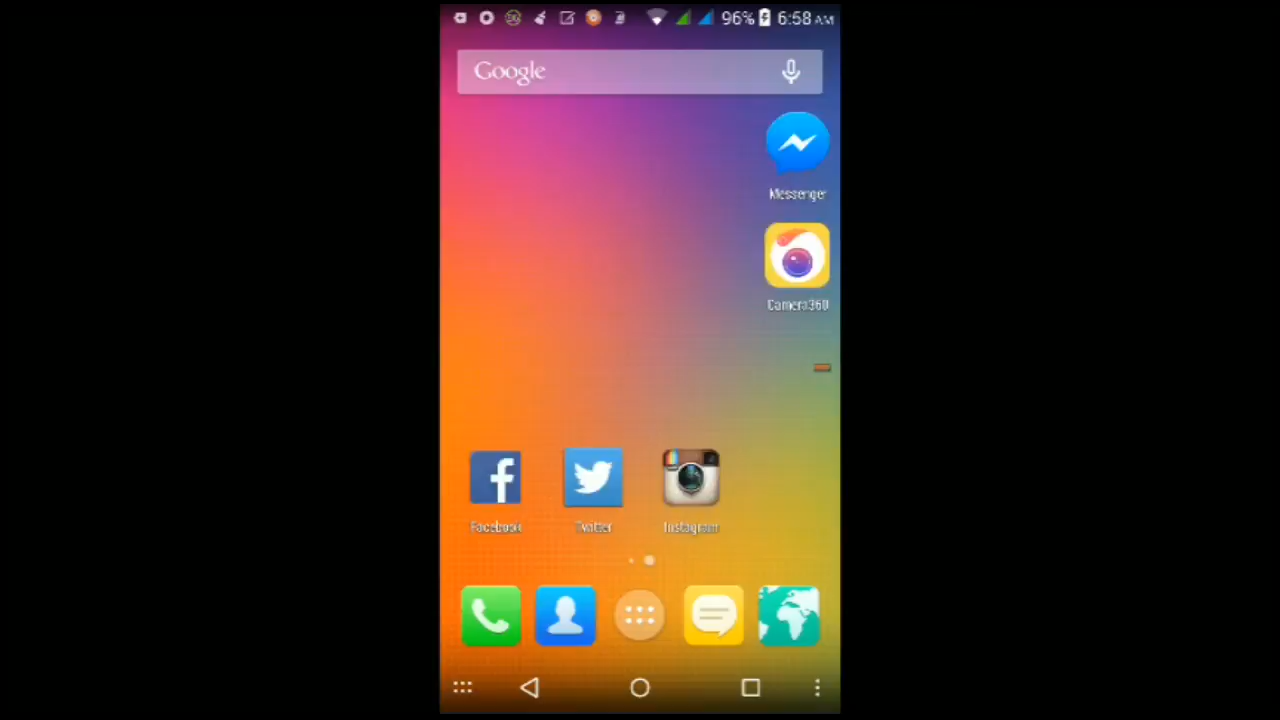 96% 6:58 AM
Google
Messenger
Camera360
Facebook
Twitter
Instagram